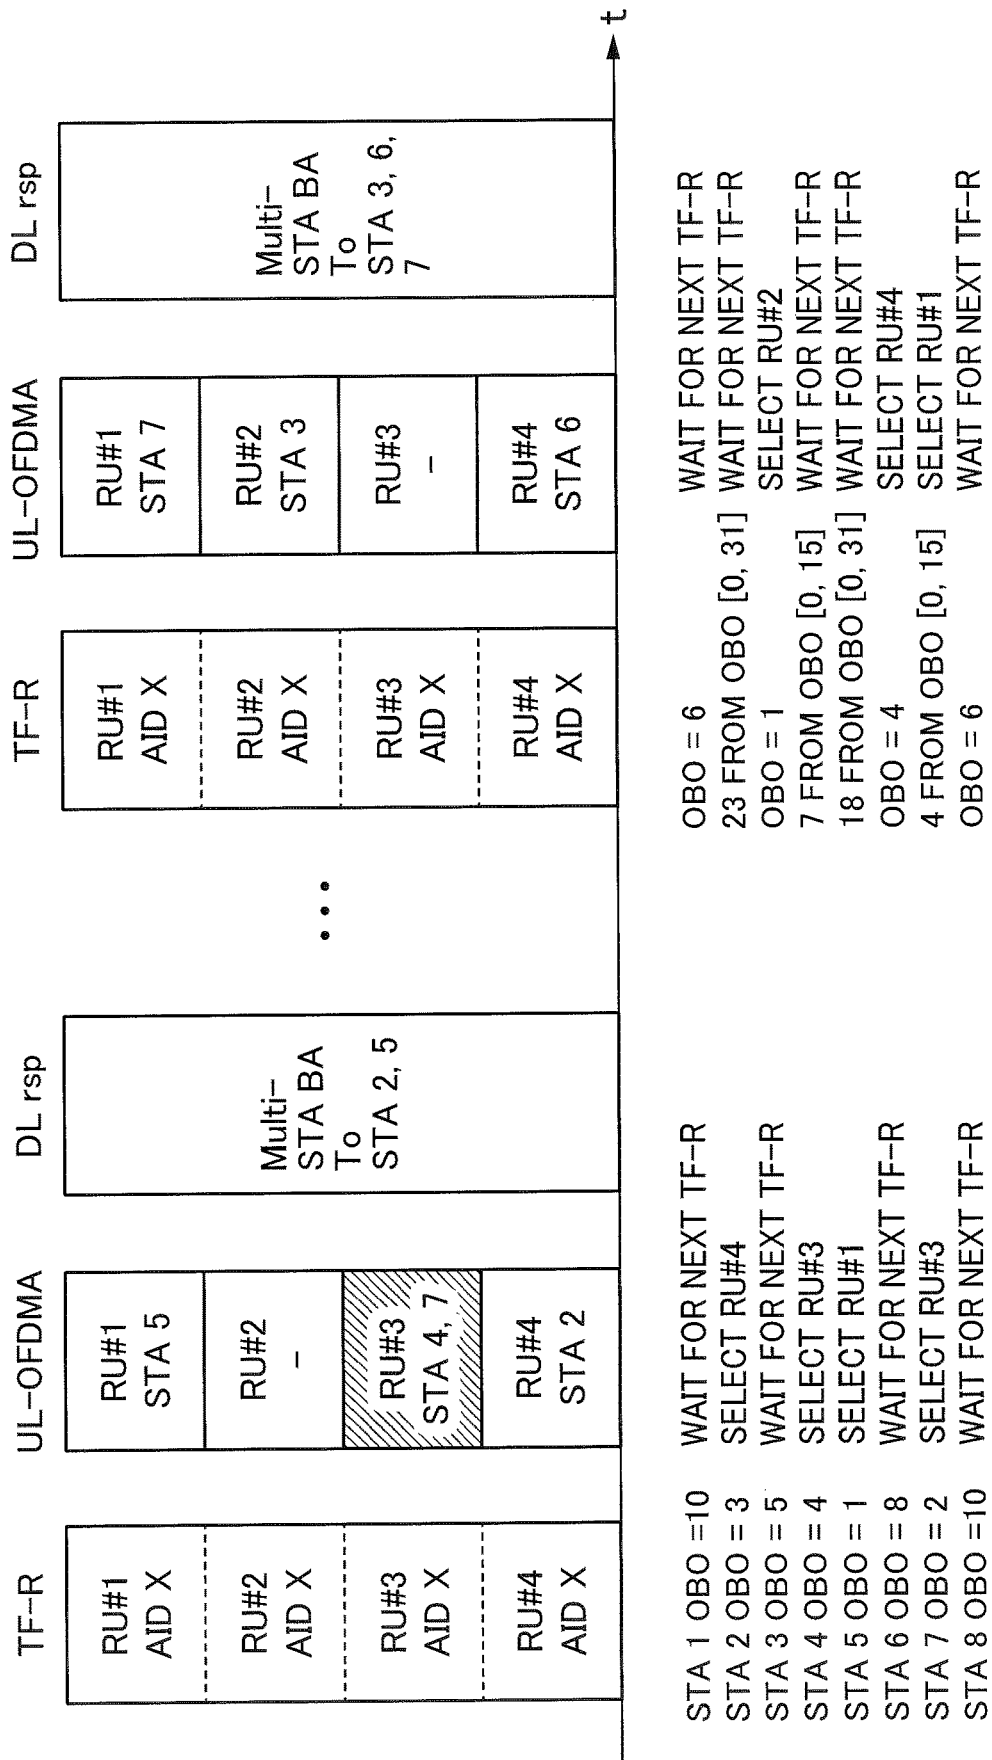 TF-R
UL-OFDMA
DL rsp
TF-R
UL-OFDMA
DL rsp
RU#1
AID X
RU#2
AID X
RU#3
AID X
RU#4
AID X
RU#1
STA 5
RU#2
-
RU#3
STA 4, 7
RU#4
STA 2
Multi-
STA BA
To
STA 2, 5
• • •
RU#1
AID X
RU#2
AID X
RU#3
AID X
RU#4
AID X
RU#1
STA 7
RU#2
STA 3
RU#3
-
RU#4
STA 6
Multi-
STA BA
To
STA 3, 6,
7
t
STA 1 OBO =10 WAIT FOR NEXT TF-R
STA 2 OBO = 3 SELECT RU#4
STA 3 OBO = 5 WAIT FOR NEXT TF-R
STA 4 OBO = 4 SELECT RU#3
STA 5 OBO = 1 SELECT RU#1
STA 6 OBO = 8 WAIT FOR NEXT TF-R
STA 7 OBO = 2 SELECT RU#3
STA 8 OBO =10 WAIT FOR NEXT TF-R
OBO = 6 WAIT FOR NEXT TF-R
23 FROM OBO [0, 31] WAIT FOR NEXT TF-R
OBO = 1 SELECT RU#2
7 FROM OBO [0, 15] WAIT FOR NEXT TF-R
18 FROM OBO [0, 31] WAIT FOR NEXT TF-R
OBO = 4 SELECT RU#4
4 FROM OBO [0, 15] SELECT RU#1
OBO = 6 WAIT FOR NEXT TF-R